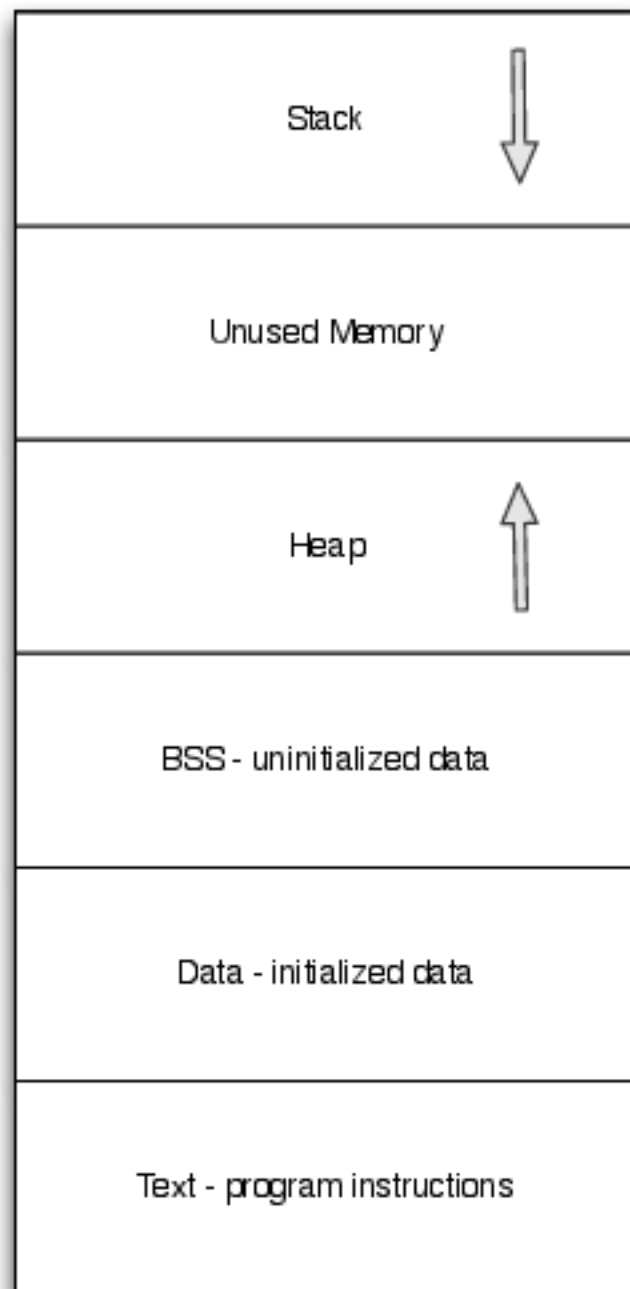 Stack
Unused Memory
Heap
BSS - uninitialized data
Data - initialized data
Text - program instructions